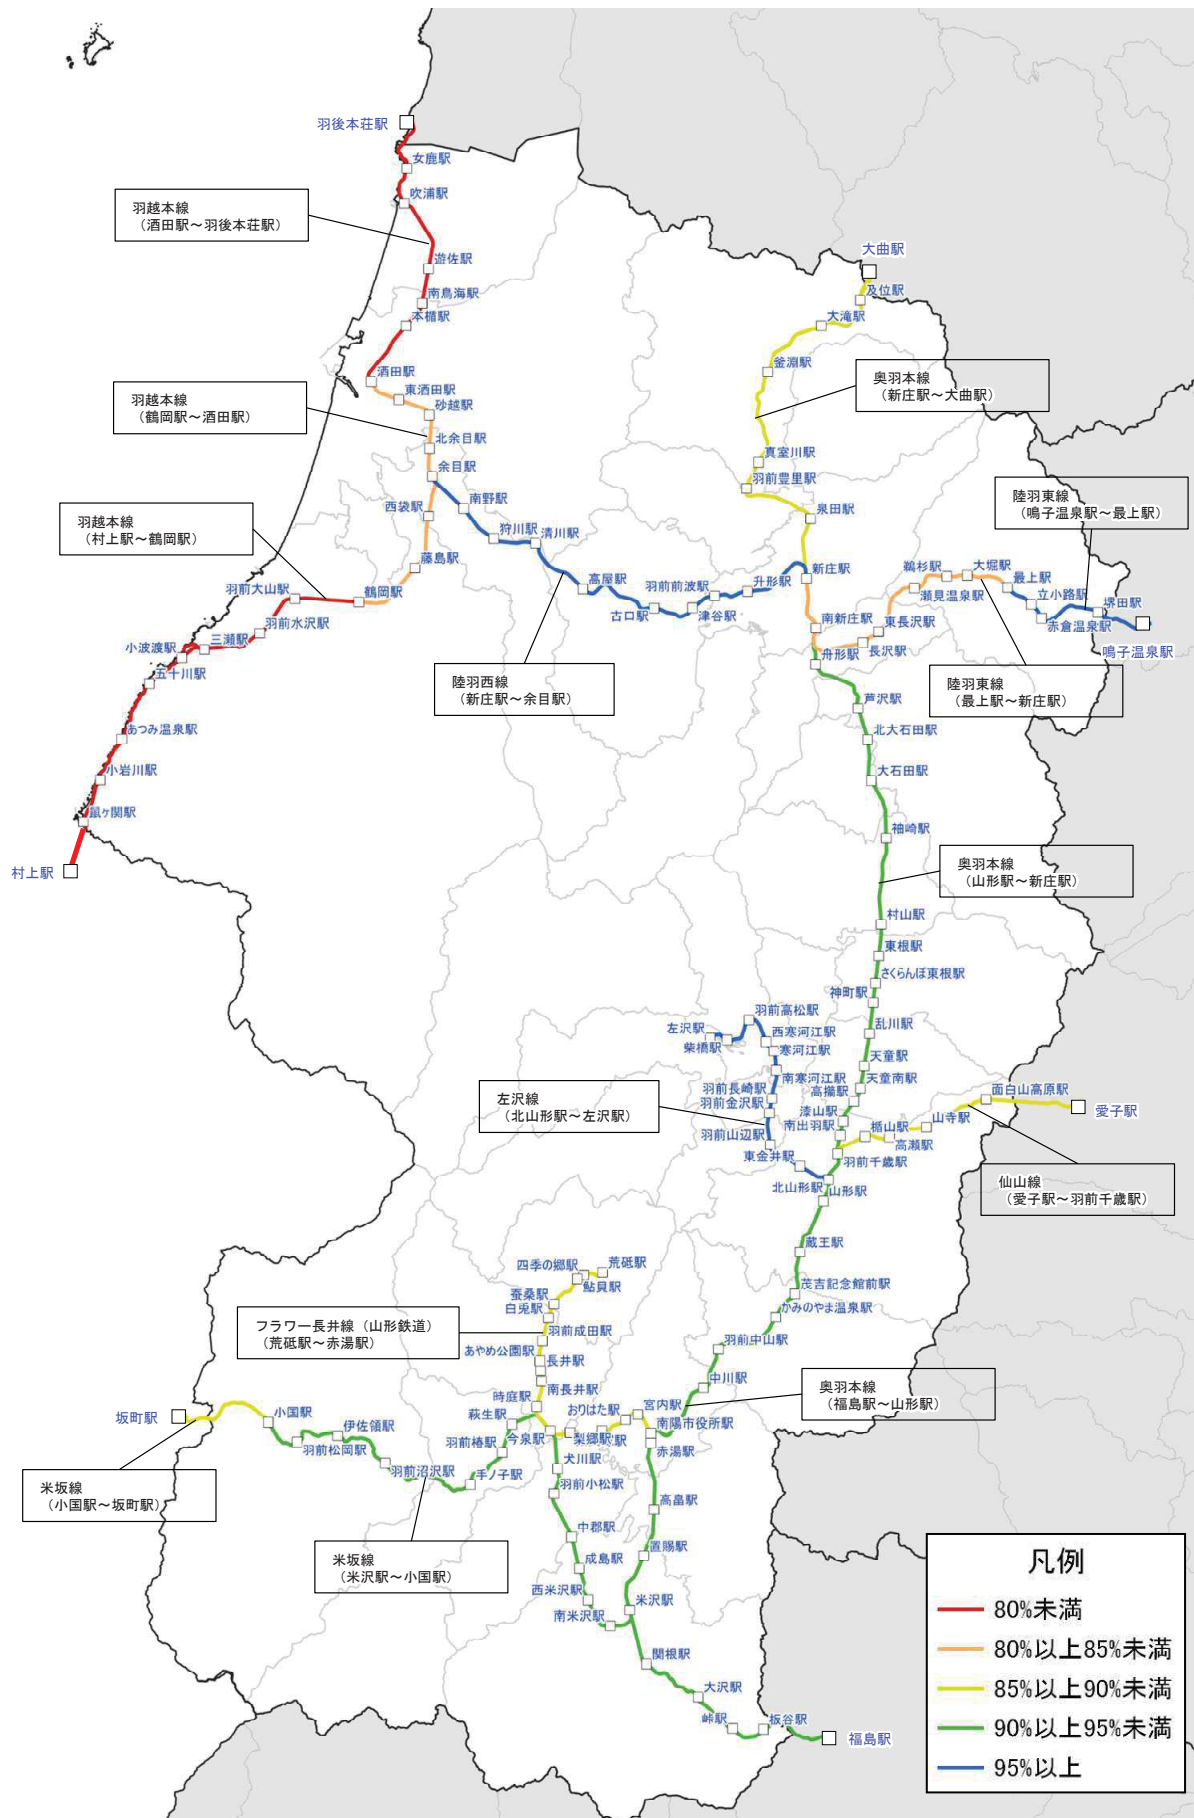 羽後本荘駅
女鹿駅
吹浦駅
羽越本線
（酒田駅～羽後本荘駅）
遊佐駅
大曲駅
及位駅
南鳥海駅
本楯駅
大滝駅
釜淵駅
奥羽本線
（新庄駅～大曲駅）
酒田駅
東酒田駅
砂越駅
羽越本線
（鶴岡駅～酒田駅）
北余目駅
余目駅
真室川駅
羽前豊里駅
南野駅
陸羽東線
（鳴子温泉駅～最上駅）
西袋駅
泉田駅
羽越本線
（村上駅～鶴岡駅）
狩川駅
清川駅
藤島駅
鵜杉駅
大堀駅
羽前大山駅
鶴岡駅
高屋駅
羽前前波駅
升形駅
新庄駅
瀬見温泉駅
最上駅
立小路駅
堺田駅
古口駅
津谷駅
赤倉温泉駅
羽前水沢駅
南新庄駅
東長沢駅
三瀬駅
小波渡駅
長沢駅
鳴子温泉駅
五十川駅
舟形駅
陸羽西線
（新庄駅～余目駅）
陸羽東線
（最上駅～新庄駅）
芦沢駅
あつみ温泉駅
北大石田駅
小岩川駅
大石田駅
鼠ヶ関駅
袖崎駅
村上駅
奥羽本線
（山形駅～新庄駅）
村山駅
東根駅
さくらんぼ東根駅
神町駅
羽前高松駅
左沢駅
柴橋駅
西寒河江駅
乱川駅
寒河江駅
天童駅
南寒河江駅
天童南駅
羽前長崎駅
高擶駅
面白山高原駅
左沢線
（北山形駅～左沢駅）
羽前金沢駅
漆山駅
愛子駅
南出羽駅
楯山駅
山寺駅
羽前山辺駅
高瀬駅
東金井駅
羽前千歳駅
北山形駅
山形駅
仙山線
（愛子駅～羽前千歳駅）
蔵王駅
四季の郷駅
荒砥駅
鮎貝駅
茂吉記念館前駅
蚕桑駅
白兎駅
かみのやま温泉駅
フラワー長井線（山形鉄道）
（荒砥駅～赤湯駅）
羽前成田駅
あやめ公園駅
羽前中山駅
長井駅
南長井駅
中川駅
奥羽本線
（福島駅～山形駅）
時庭駅
宮内駅
おりはた駅
坂町駅
小国駅
萩生駅
南陽市役所駅
伊佐領駅
今泉駅
梨郷駅
羽前松岡駅
羽前椿駅
赤湯駅
羽前沼沢駅
手ノ子駅
犬川駅
米坂線
（小国駅～坂町駅）
羽前小松駅
高畠駅
中郡駅
置賜駅
米坂線
（米沢駅～小国駅）
成島駅
西米沢駅
南米沢駅
米沢駅
関根駅
大沢駅
峠駅
板谷駅
福島駅
凡例
80%未満
80%以上85%未満
85%以上90%未満
90%以上95%未満
95%以上